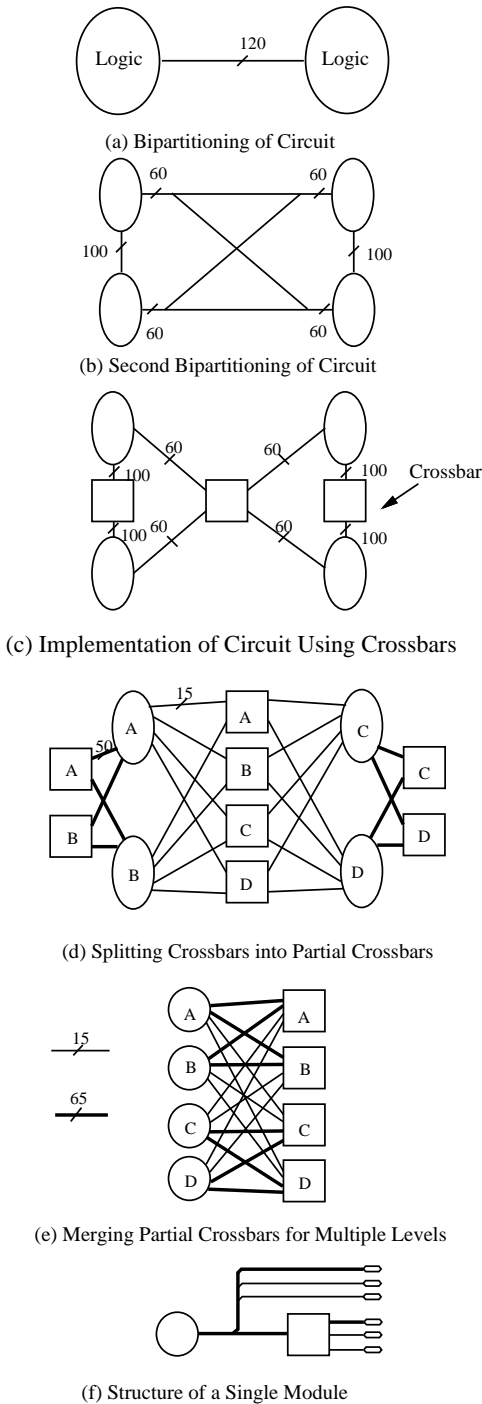 120
Logic
Logic
(a) Bipartitioning of Circuit
60
60
100
100
60
60
(b) Second Bipartitioning of Circuit
60
60
100
100
Crossbar
100
60
60
100
(c) Implementation of Circuit Using Crossbars
15
A
A
C
50
A
B
C
B
C
D
B
D
D
(d) Splitting Crossbars into Partial Crossbars
A
A
15
B
B
65
C
C
D
D
(e) Merging Partial Crossbars for Multiple Levels
(f) Structure of a Single Module